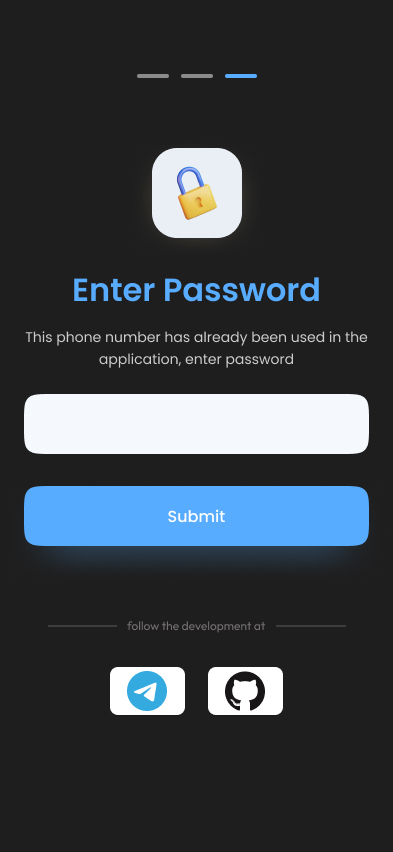 Enter Password
This phone number has already been used in the
application, enter password
Submit
follow the development at